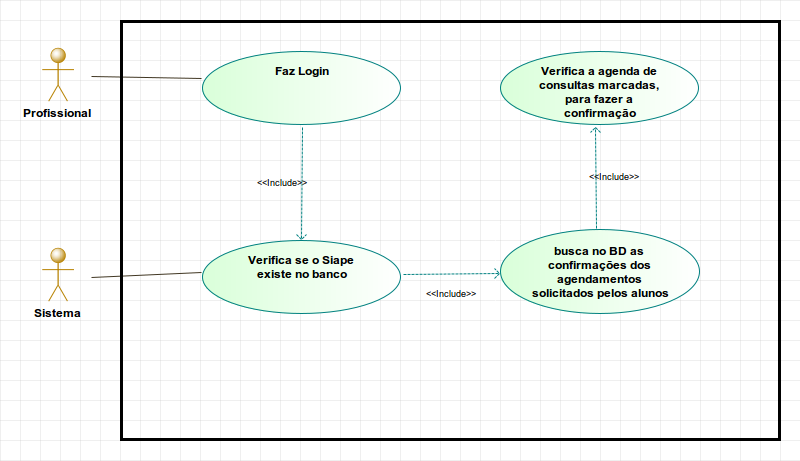 Profissional
Faz Login
Verifica a agenda de
consultas marcadas,
para fazer a
confirmação
<<Include>>
<<Include>>
Sistema
Verifica se o Siape
existe no banco
<<Include>>
busca no BD as
confirmações dos
agendamentos
solicitados pelos alunos